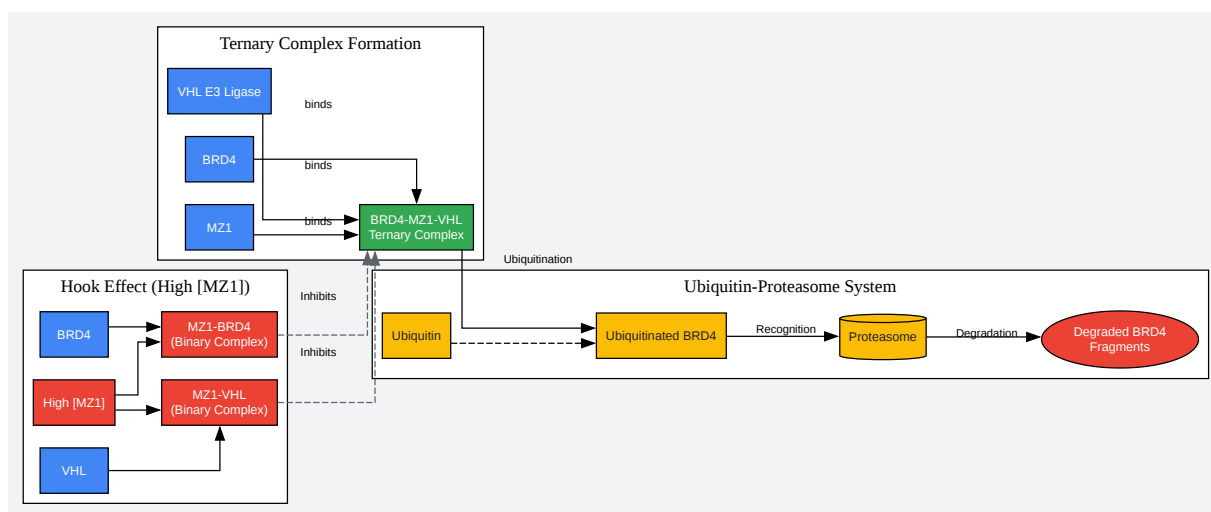 Ternary Complex Formation
VHL E3 Ligase
binds
BRD4
binds
MZ1
binds
BRD4-MZ1-VHL
Ternary Complex
Ubiquitination
Hook Effect (High [MZ1])
BRD4
MZ1-BRD4
(Binary Complex)
Inhibits
High [MZ1]
MZ1-VHL
(Binary Complex)
Inhibits
VHL
Ubiquitin-Proteasome System
Ubiquitin
Ubiquitinated BRD4
Recognition
Proteasome
Degradation
Degraded BRD4
Fragments